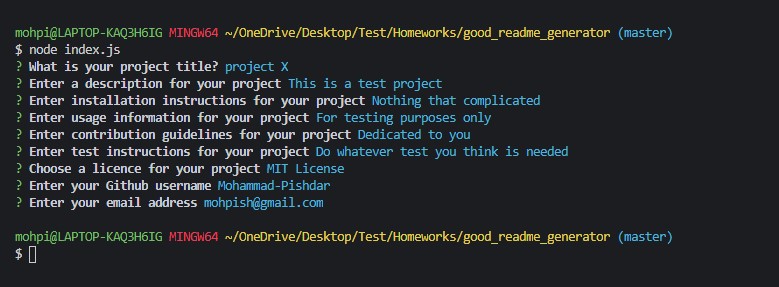 mohpi@LAPTOP-KAQ3H6IG MINGW64 ~/OneDrive/Desktop/Test/Homeworks/good_readme_generator (master)
$ node index.js
? What is your project title? project X
? Enter a description for your project This is a test project
? Enter installation instructions for your project Nothing that complicated
? Enter usage information for your project For testing purposes only
? Enter contribution guidelines for your project Dedicated to you
? Enter test instructions for your project Do whatever test you think is needed
? Choose a licence for your project MIT License
? Enter your Github username Mohammad-Pishdar
? Enter your email address mohpish@gmail.com
mohpi@LAPTOP-KAQ3H6IG MINGW64 ~/OneDrive/Desktop/Test/Homeworks/good_readme_generator (master)
$